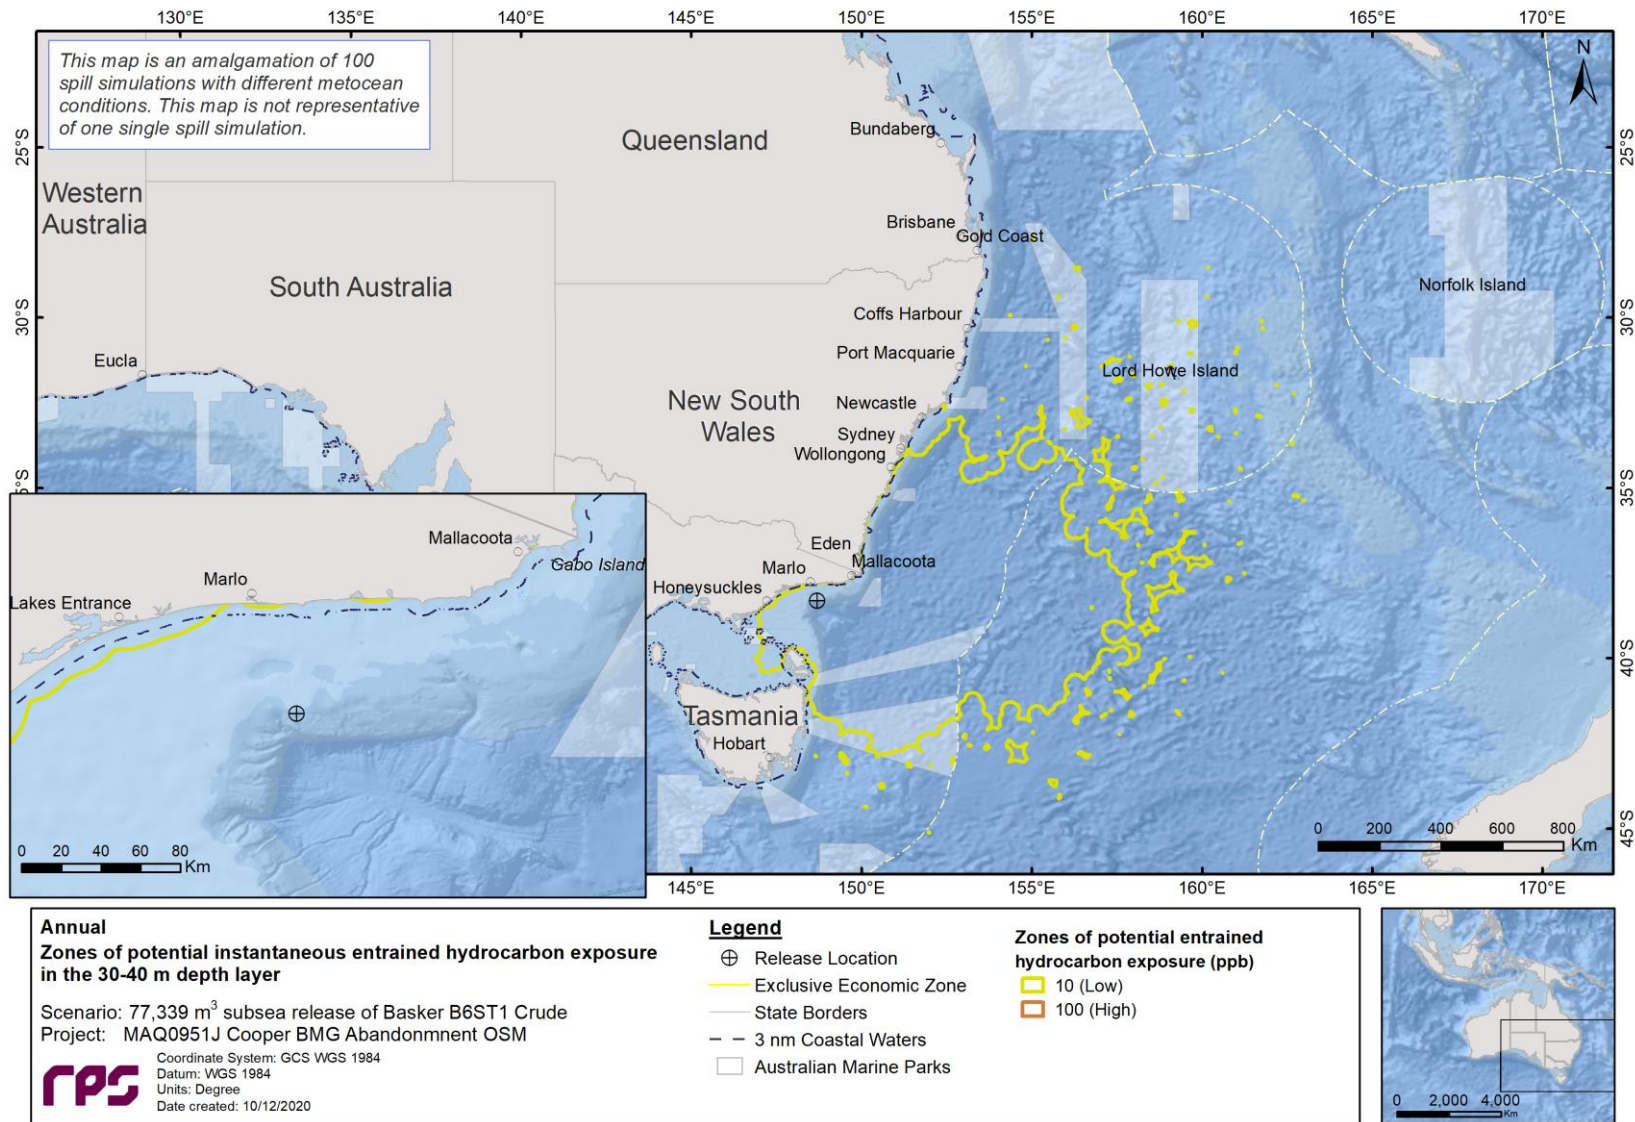 130°E 135°E 140°E 145°E 150°E 155°E 160°E 165°E 170°E
This map is an amalgamation of 100
spill simulations with different metocean
conditions. This map is not representative
of one single spill simulation.
N
25°S
25°S
Bundaberg
Queensland
Western
Australia
Brisbane
Gold Coast
South Australia
Norfolk Island
30°S
30°S
Coffs Harbour
Port Macquarie
Eucla
Lord Howe Island
New South
Wales
Newcastle
Sydney
Wollongong
5°S
35°S
Mallacoota
Gabo Island
Marlo
Lakes Entrance
Eden
Mallacoota
Marlo
Honeysuckles
40°S
Tasmania
Hobart
45°S
0 20 40 60 80
Km
0 200 400 600 800
Km
145°E 150°E 155°E 160°E 165°E 170°E
Annual
Zones of potential instantaneous entrained hydrocarbon exposure
in the 30-40 m depth layer
Scenario: 77,339 m³ subsea release of Basker B6ST1 Crude
Project: MAQ0951J Cooper BMG Abandonmnent OSM
rps
Coordinate System: GCS WGS 1984
Datum: WGS 1984
Units: Degree
Date created: 10/12/2020
Legend
Release Location
Exclusive Economic Zone
State Borders
3 nm Coastal Waters
Australian Marine Parks
Zones of potential entrained
hydrocarbon exposure (ppb)
10 (Low)
100 (High)
0 2,000 4,000
Km